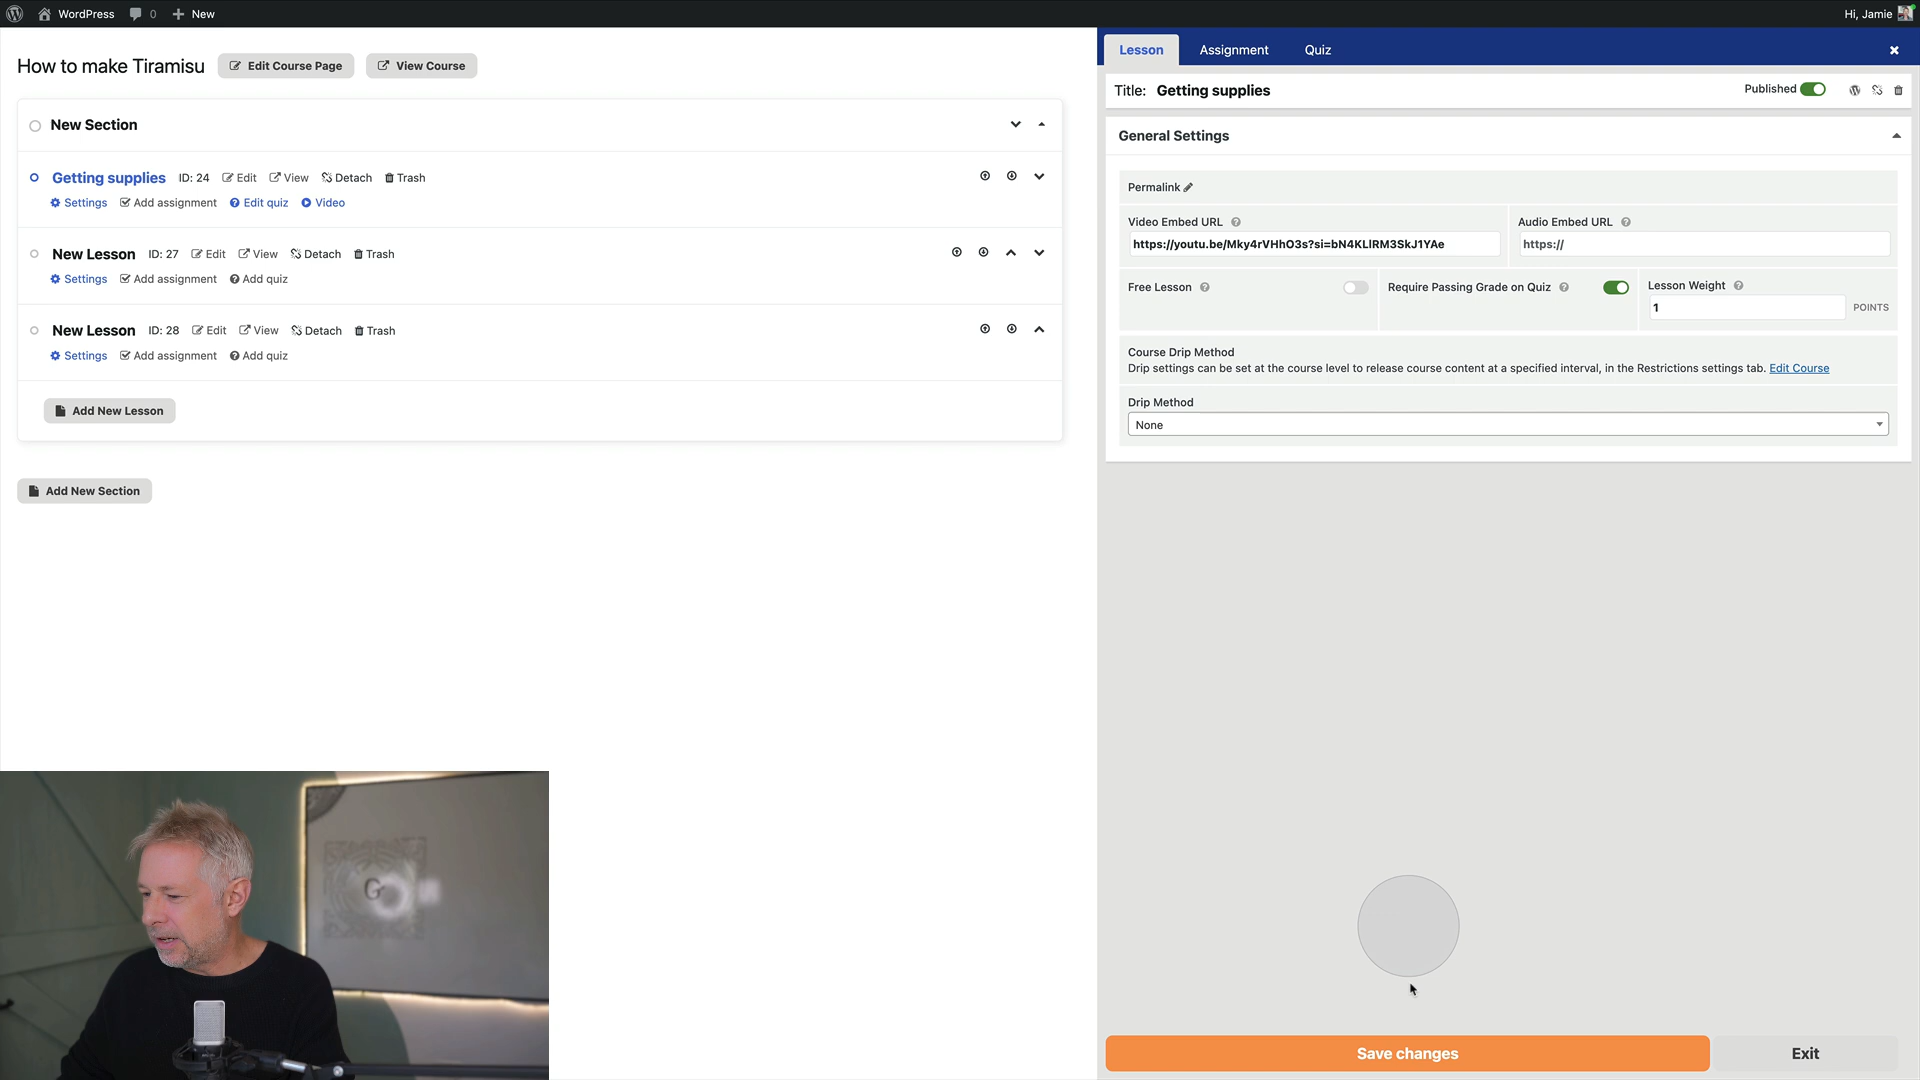 WordPress 0 New Hi, Jamie
How to make Tiramisu Edit Course Page View Course
New Section
Getting supplies ID: 24 Edit View Detach Trash
Settings Add assignment Edit quiz Video
New Lesson ID: 27 Edit View Detach Trash
Settings Add assignment Add quiz
New Lesson ID: 28 Edit View Detach Trash
Settings Add assignment Add quiz
Add New Lesson
Add New Section
Lesson Assignment Quiz
Title: Getting supplies Published
General Settings
Permalink
Video Embed URL Audio Embed URL
https://youtu.be/Mky4rVHhO3s?si=bN4KLlRM3SkJ1YAe https://
Free Lesson Require Passing Grade on Quiz Lesson Weight
1 POINTS
Course Drip Method
Drip settings can be set at the course level to release course content at a specified interval, in the Restrictions settings tab. Edit Course
Drip Method
None
Save changes Exit
G